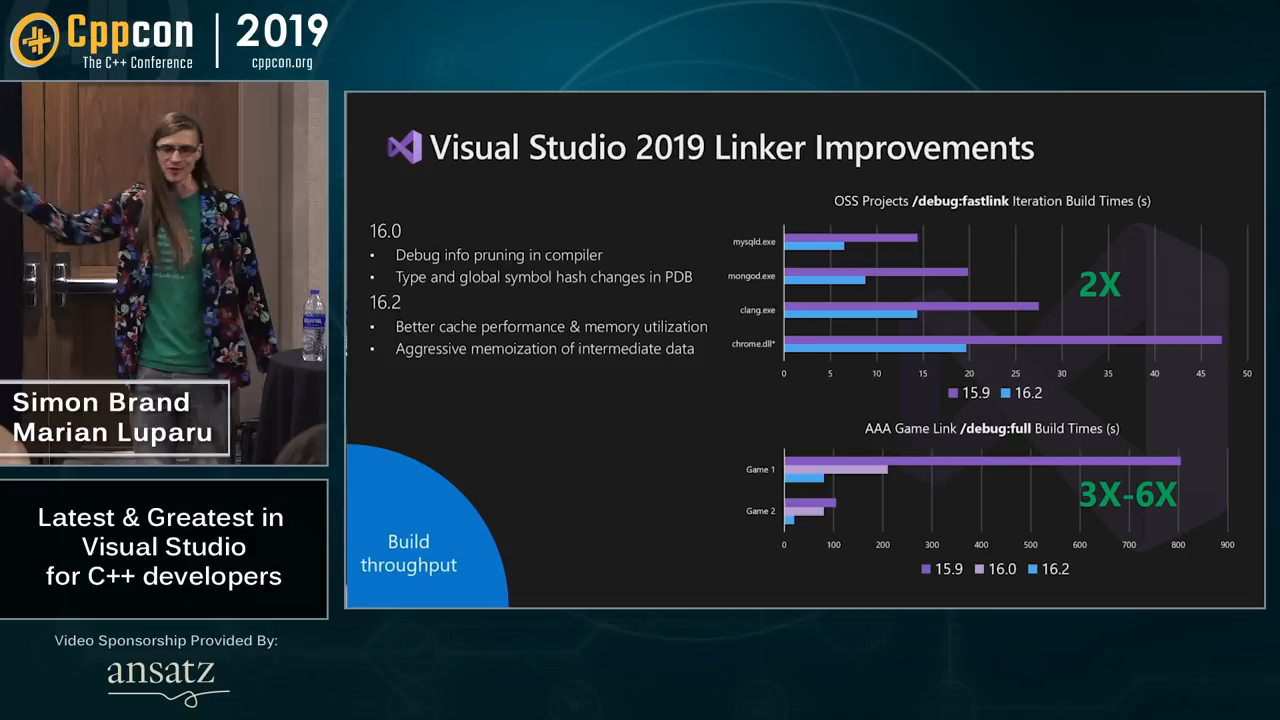 Cppcon
The C++ Conference
2019
cppcon.org
Simon Brand
Marian Luparu
Latest & Greatest in
Visual Studio
for C++ developers
Video Sponsorship Provided By:
ansatz
Visual Studio 2019 Linker Improvements
16.0
• Debug info pruning in compiler
• Type and global symbol hash changes in PDB
16.2
• Better cache performance & memory utilization
• Aggressive memoization of intermediate data
Build
throughput
OSS Projects /debug:fastlink Iteration Build Times (s)
mysqld.exe
mongod.exe
clang.exe
chrome.dll*
2X
0 5 10 15 20 25 30 35 40 45 50
15.9 16.2
AAA Game Link /debug:full Build Times (s)
Game 1
Game 2
3X-6X
0 100 200 300 400 500 600 700 800 900
15.9 16.0 16.2